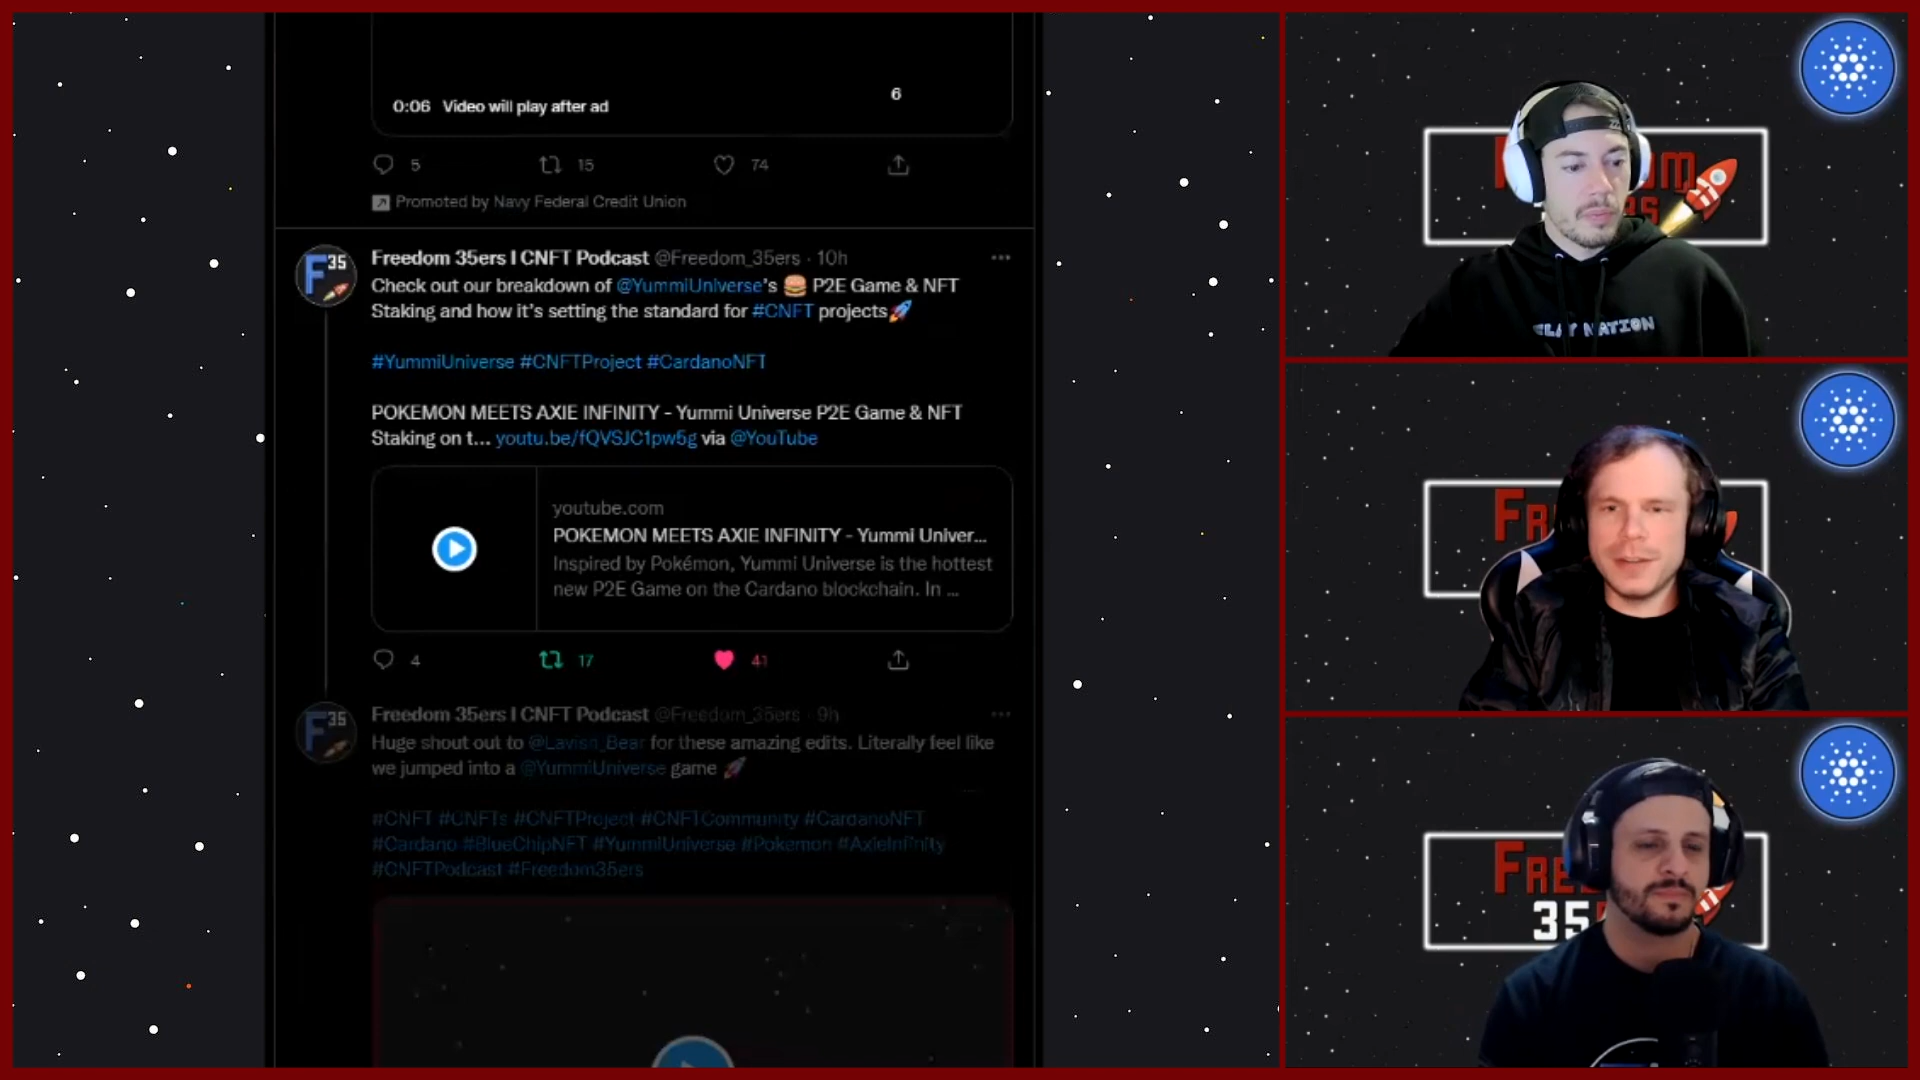 0:06 Video will play after ad
6
5 15 74
Promoted by Navy Federal Credit Union
Freedom 35ers I CNFT Podcast @Freedom_35ers · 10h
Check out our breakdown of @YummiUniverse's 🍔 P2E Game & NFT
Staking and how it's setting the standard for #CNFT projects🚀
#YummiUniverse #CNFTProject #CardanoNFT
POKEMON MEETS AXIE INFINITY - Yummi Universe P2E Game & NFT
Staking on t... youtu.be/fQVSJC1pw5g via @YouTube
youtube.com
POKEMON MEETS AXIE INFINITY - Yummi Univer...
Inspired by Pokémon, Yummi Universe is the hottest
new P2E Game on the Cardano blockchain. In ...
4 17 41
Freedom 35ers I CNFT Podcast @Freedom_35ers · 9h
Huge shout out to @Lavish_Bear for these amazing edits. Literally feel like
we jumped into a @YummiUniverse game 🚀
#CNFT #CNFTs #CNFTProject #CNFTCommunity #CardanoNFT
#Cardano #BlueChipNFT #YummiUniverse #Pokemon #AxieInfinity
#CNFTPodcast #Freedom35ers
F35
F35
NATION
35